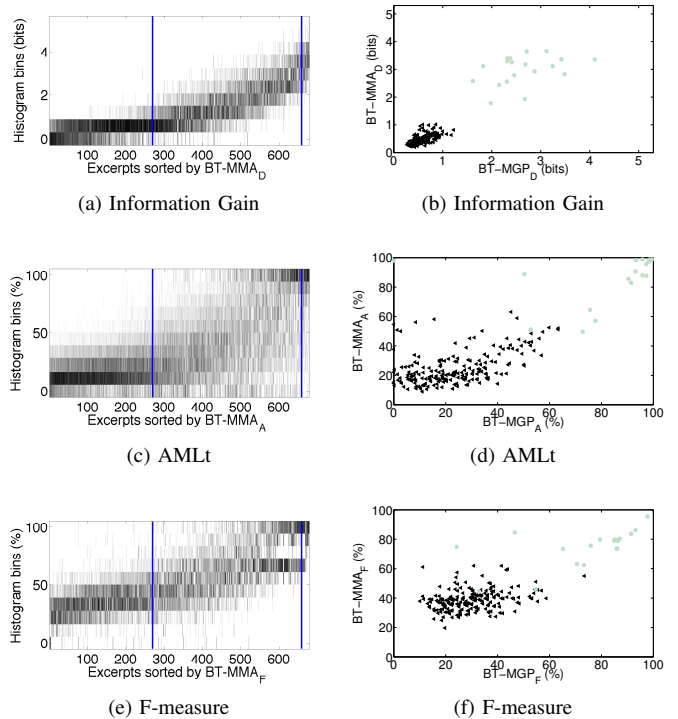 Histogram bins (bits)
4
2
0
100 200 300 400 500 600
Excerpts sorted by BT-MMA_D
(a) Information Gain
BT−MMA_D (bits)
5
4
3
2
1
0
0 1 2 3 4 5
BT−MGP_D (bits)
(b) Information Gain
Histogram bins (%)
100
50
0
100 200 300 400 500 600
Excerpts sorted by BT-MMA_A
(c) AMLt
BT−MMA_A (%)
100
80
60
40
20
0
0 20 40 60 80 100
BT−MGP_A (%)
(d) AMLt
Histogram bins (%)
100
50
0
100 200 300 400 500 600
Excerpts sorted by BT-MMA_F
(e) F-measure
BT−MMA_F (%)
100
80
60
40
20
0
0 20 40 60 80 100
BT−MGP_F (%)
(f) F-measure